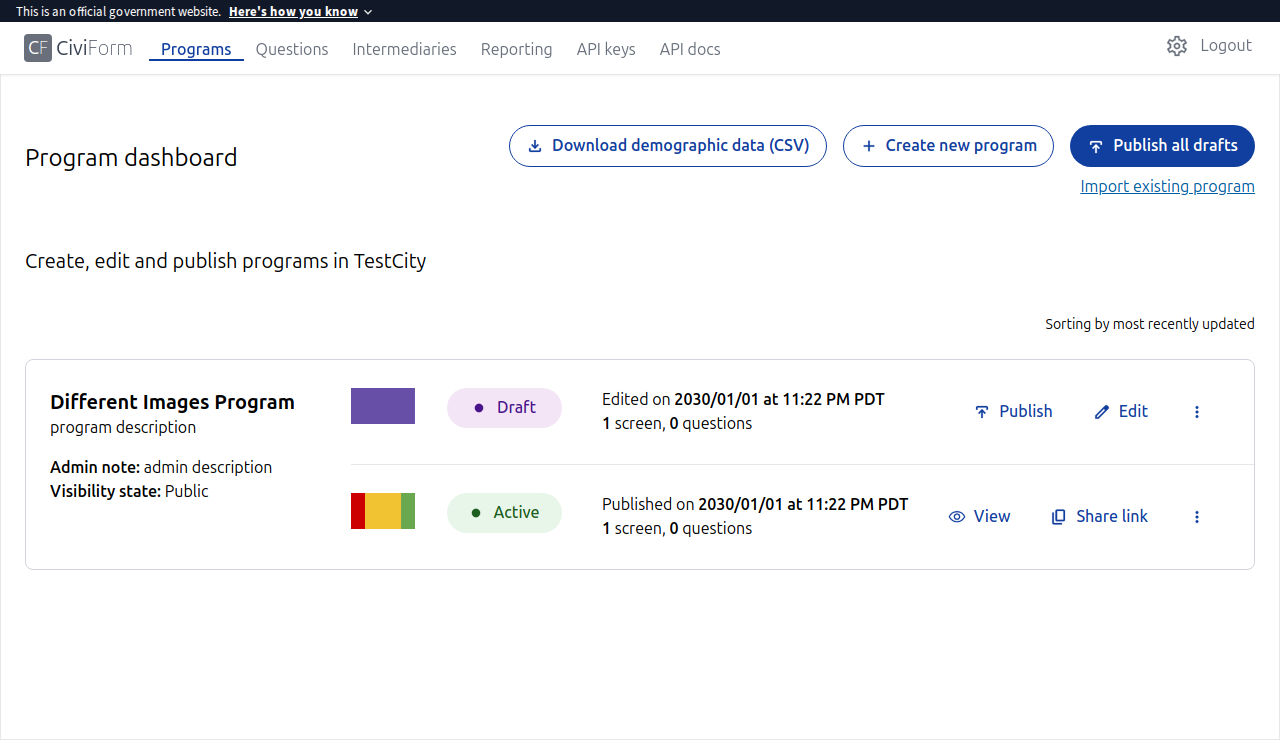 This is an official government website. Here's how you know
CF CiviForm Programs Questions Intermediaries Reporting API keys API docs Logout
Program dashboard
Download demographic data (CSV) Create new program Publish all drafts
Import existing program
Create, edit and publish programs in TestCity
Sorting by most recently updated
Different Images Program
program description
Admin note: admin description
Visibility state: Public
Draft
Edited on 2030/01/01 at 11:22 PM PDT
1 screen, 0 questions
Publish Edit
Active
Published on 2030/01/01 at 11:22 PM PDT
1 screen, 0 questions
View Share link